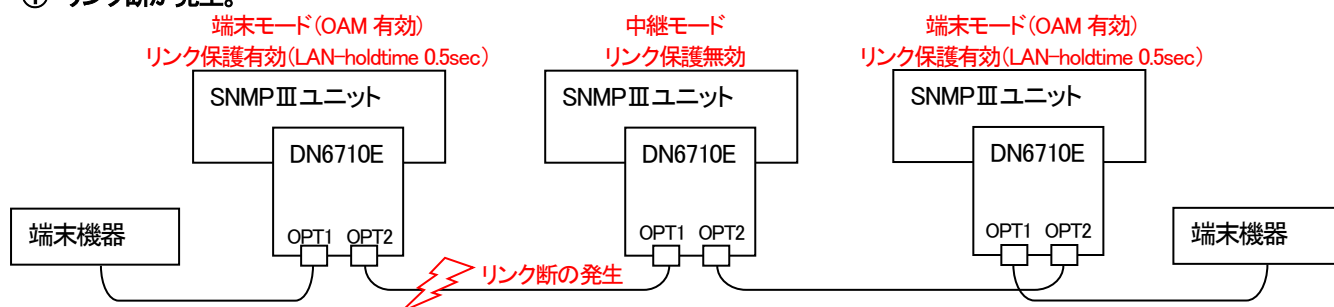 ① リンク断が発生。
端末モード(OAM 有効)
リンク保護有効(LAN-holdtime 0.5sec)
中継モード
リンク保護無効
端末モード(OAM 有効)
リンク保護有効(LAN-holdtime 0.5sec)
SNMPⅢユニット
SNMPⅢユニット
SNMPⅢユニット
DN6710E
DN6710E
DN6710E
端末機器
OPT1 OPT2
OPT1 OPT2
OPT1 OPT2
端末機器
リンク断の発生